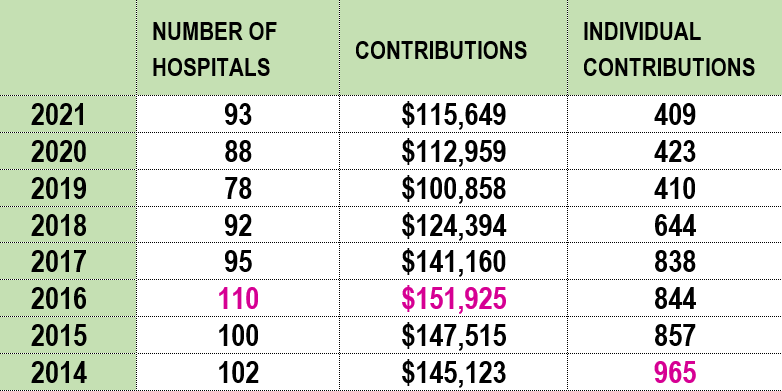 NUMBER OF HOSPITALS CONTRIBUTIONS INDIVIDUAL CONTRIBUTIONS
2021 93 $115,649 409
2020 88 $112,959 423
2019 78 $100,858 410
2018 92 $124,394 644
2017 95 $141,160 838
2016 110 $151,925 844
2015 100 $147,515 857
2014 102 $145,123 965